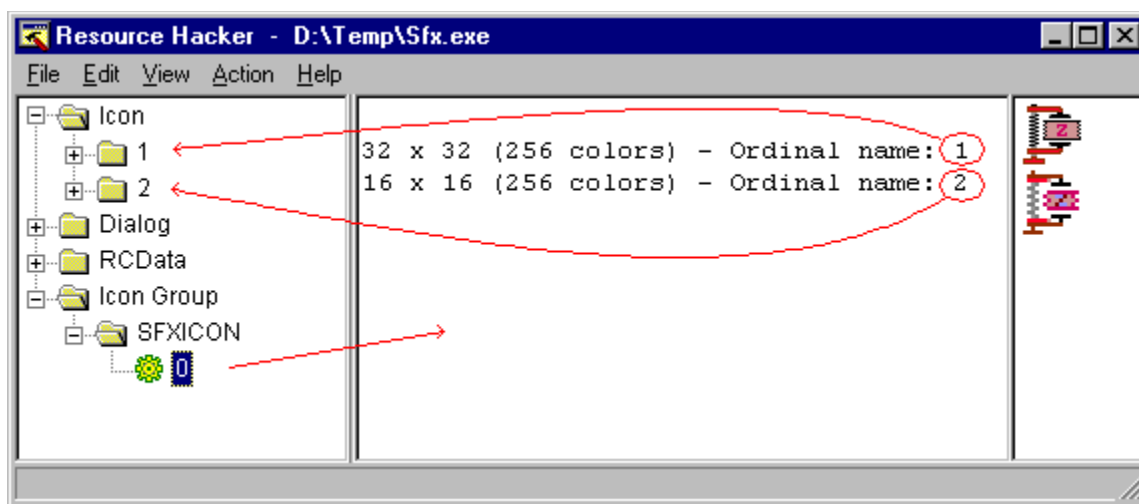 Resource Hacker - D:\Temp\Sfx.exe
File Edit View Action Help
Icon
1
2
Dialog
RCData
Icon Group
SFXICON
0
32 x 32 (256 colors) - Ordinal name: 1
16 x 16 (256 colors) - Ordinal name: 2
Z